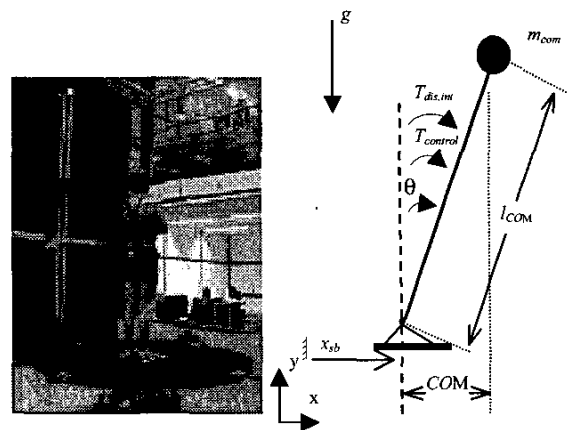 g
m_com
T_dis,int
T_control
θ
l_COM
x_sb
y
x
COM